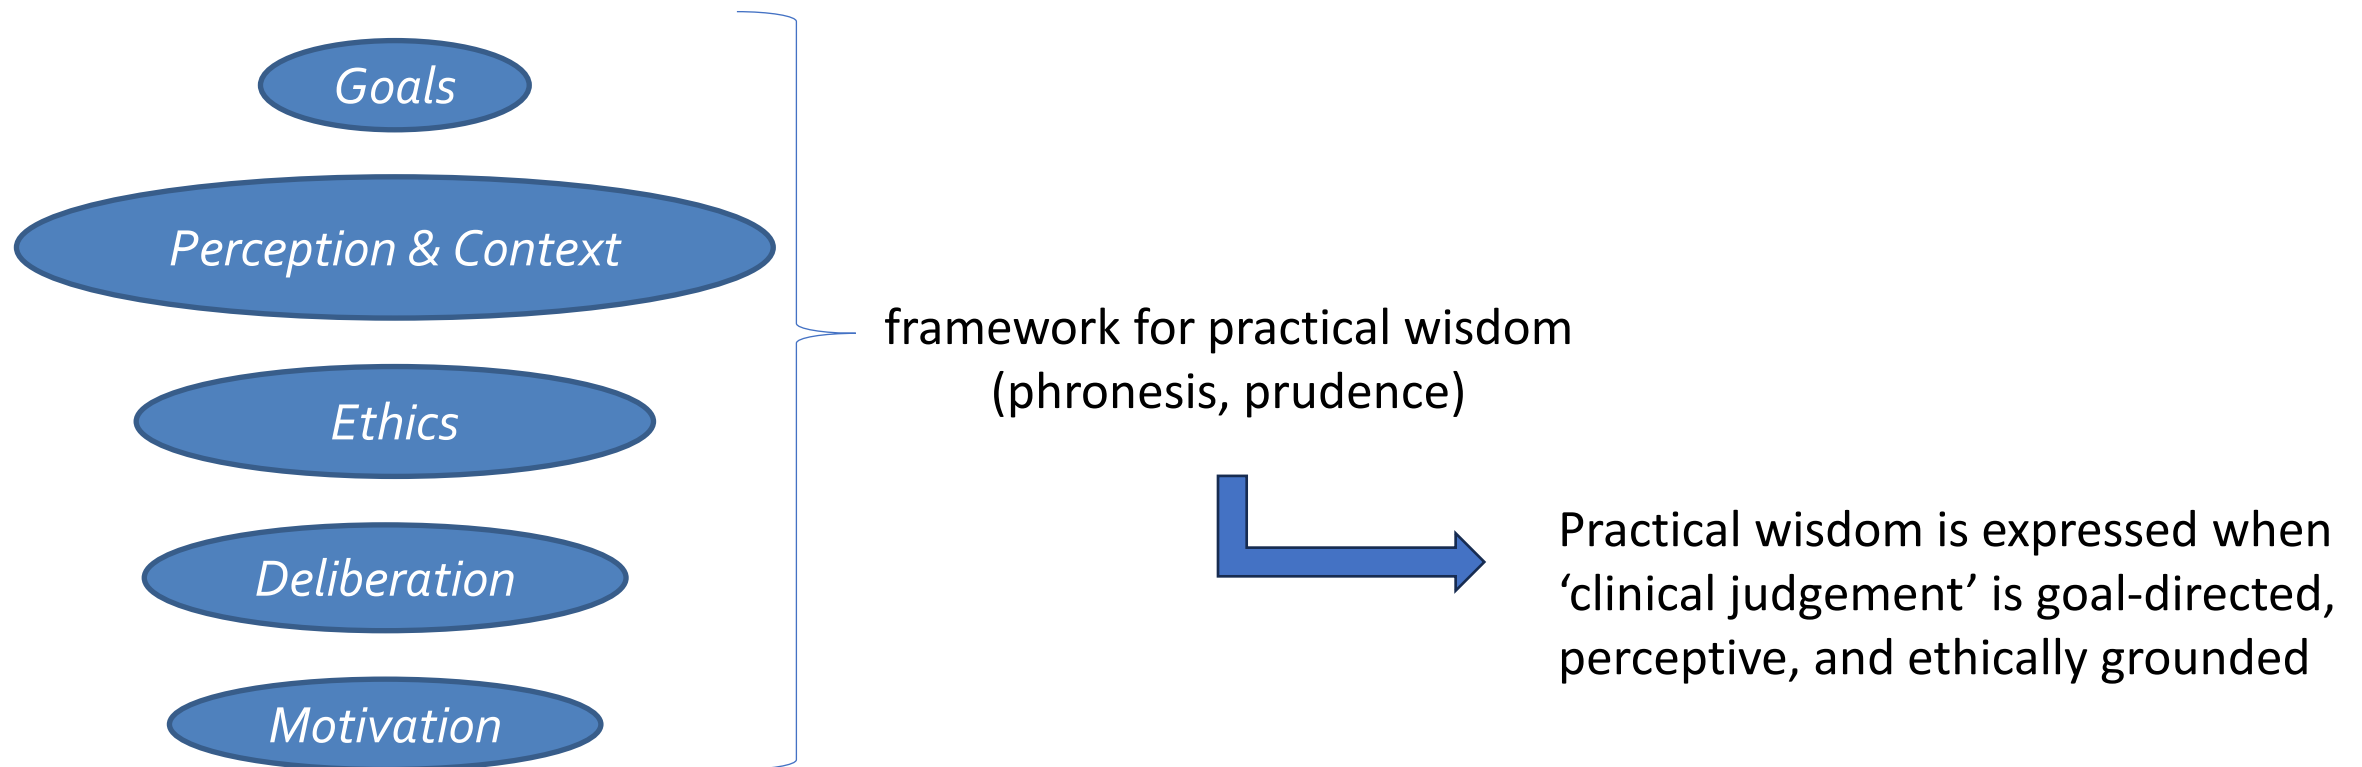 Goals
Perception & Context
Ethics
Deliberation
Motivation
framework for practical wisdom
(phronesis, prudence)
Practical wisdom is expressed when
‘clinical judgement’ is goal-directed,
perceptive, and ethically grounded